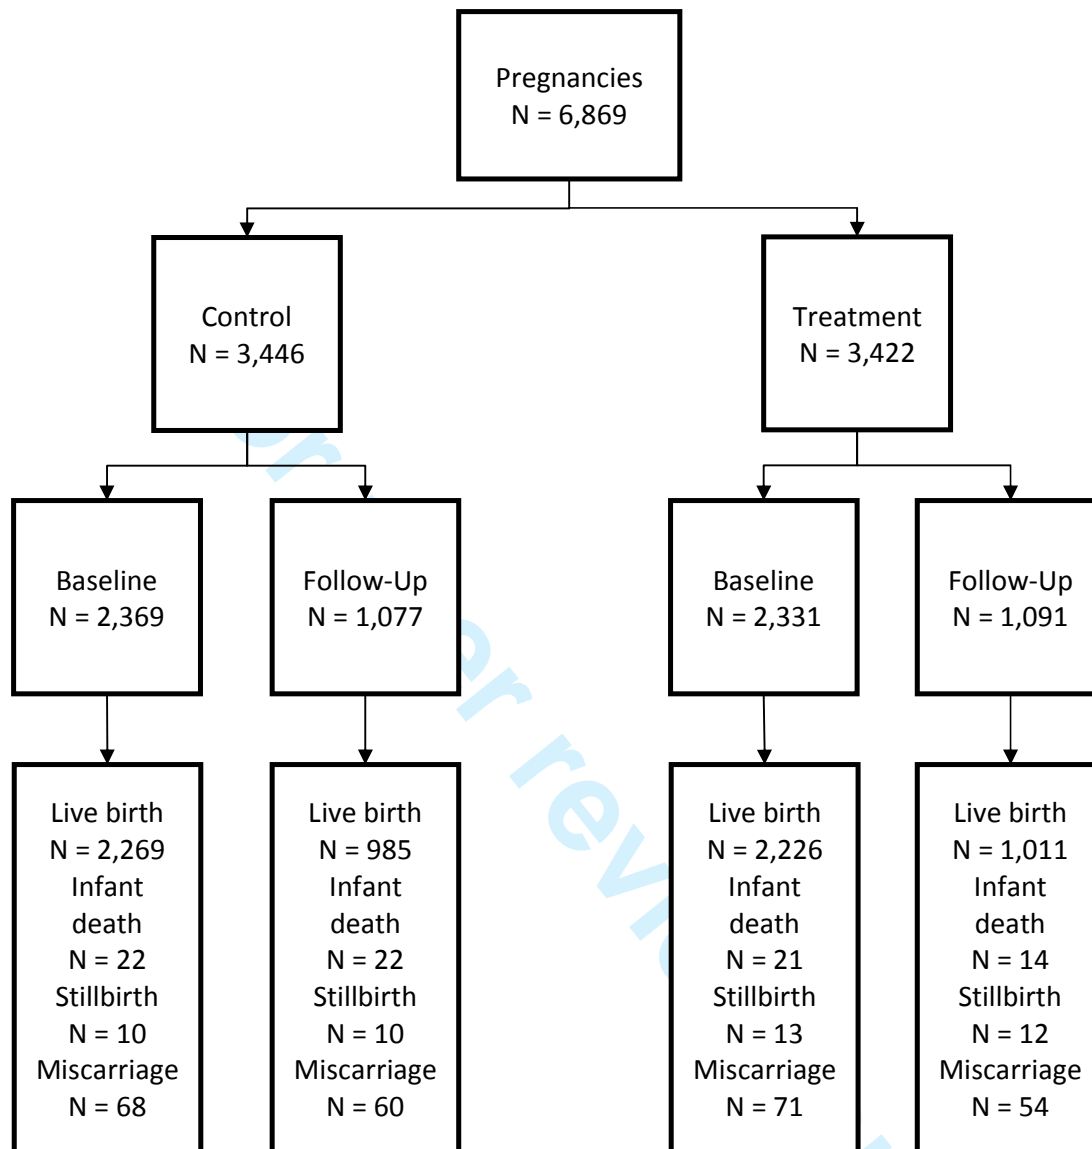 Pregnancies
N = 6,869
Control
N = 3,446
Treatment
N = 3,422
Baseline
N = 2,369
Follow-Up
N = 1,077
Baseline
N = 2,331
Follow-Up
N = 1,091
Live birth
N = 2,269
Infant
death
N = 22
Stillbirth
N = 10
Miscarriage
N = 68
Live birth
N = 985
Infant
death
N = 22
Stillbirth
N = 10
Miscarriage
N = 60
Live birth
N = 2,226
Infant
death
N = 21
Stillbirth
N = 13
Miscarriage
N = 71
Live birth
N = 1,011
Infant
death
N = 14
Stillbirth
N = 12
Miscarriage
N = 54